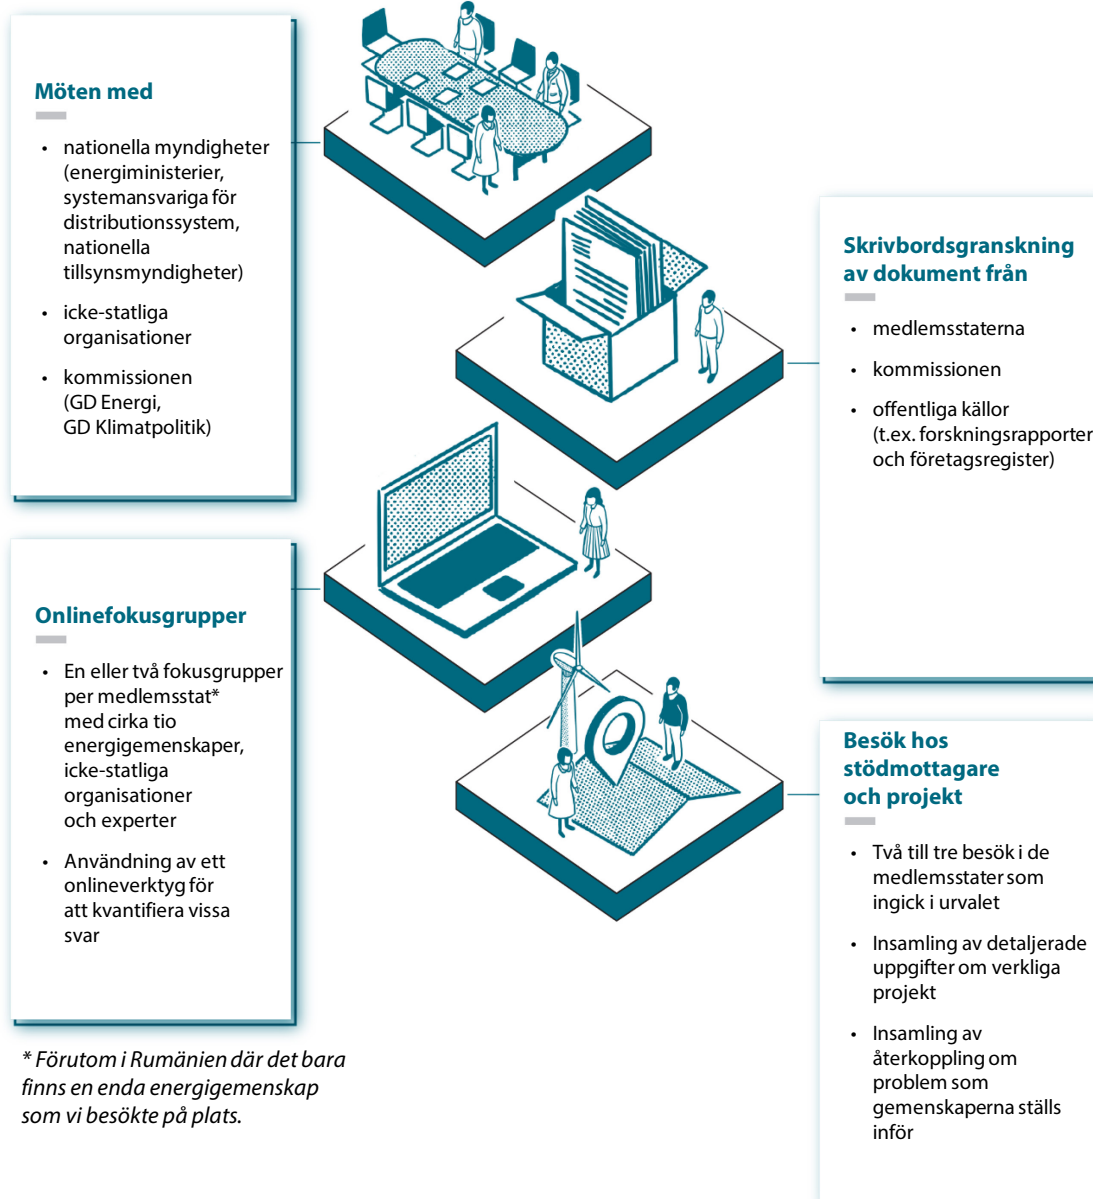 Möten med
• nationella myndigheter
(energiministerier,
systemansvariga för
distributionssystem,
nationella
tillsynsmyndigheter)
• icke-statliga
organisationer
• kommissionen
(GD Energi,
GD Klimatpolitik)
Skrivbordsgranskning
av dokument från
• medlemsstaterna
• kommissionen
• offentliga källor
(t.ex. forskningsrapporter
och företagsregister)
Onlinefokusgrupper
• En eller två fokusgrupper
per medlemsstat*
med cirka tio
energigemenskaper,
icke-statliga
organisationer
och experter
• Användning av ett
onlineverktyg för
att kvantifiera vissa
svar
Besök hos
stödmottagare
och projekt
• Två till tre besök i de
medlemsstater som
ingick i urvalet
• Insamling av detaljerade
uppgifter om verkliga
projekt
• Insamling av
återkoppling om
problem som
gemenskaperna ställs
inför
* Förutom i Rumänien där det bara
finns en enda energigemenskap
som vi besökte på plats.